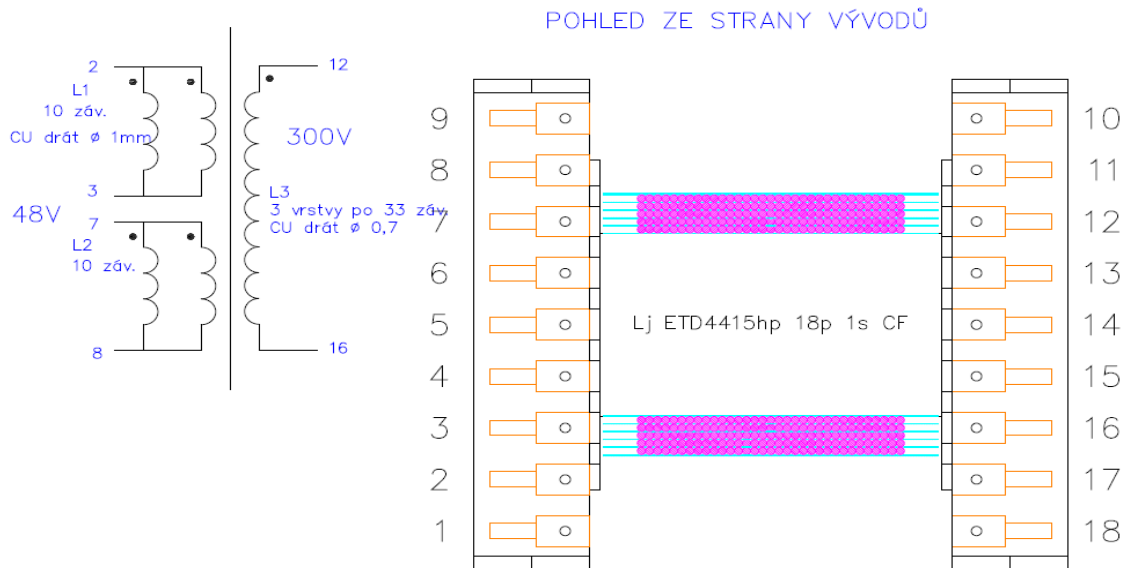 POHLED ZE STRANY VÝVODŮ
2
L1
10 záv.
CU drát ø 1mm
3
48V
7
L2
10 záv.
8
12
300V
L3
3 vrstvy po 33 záv.
CU drát ø 0,7
16
9
8
7
6
5
4
3
2
1
Lj ETD4415hp 18p 1s CF
10
11
12
13
14
15
16
17
18